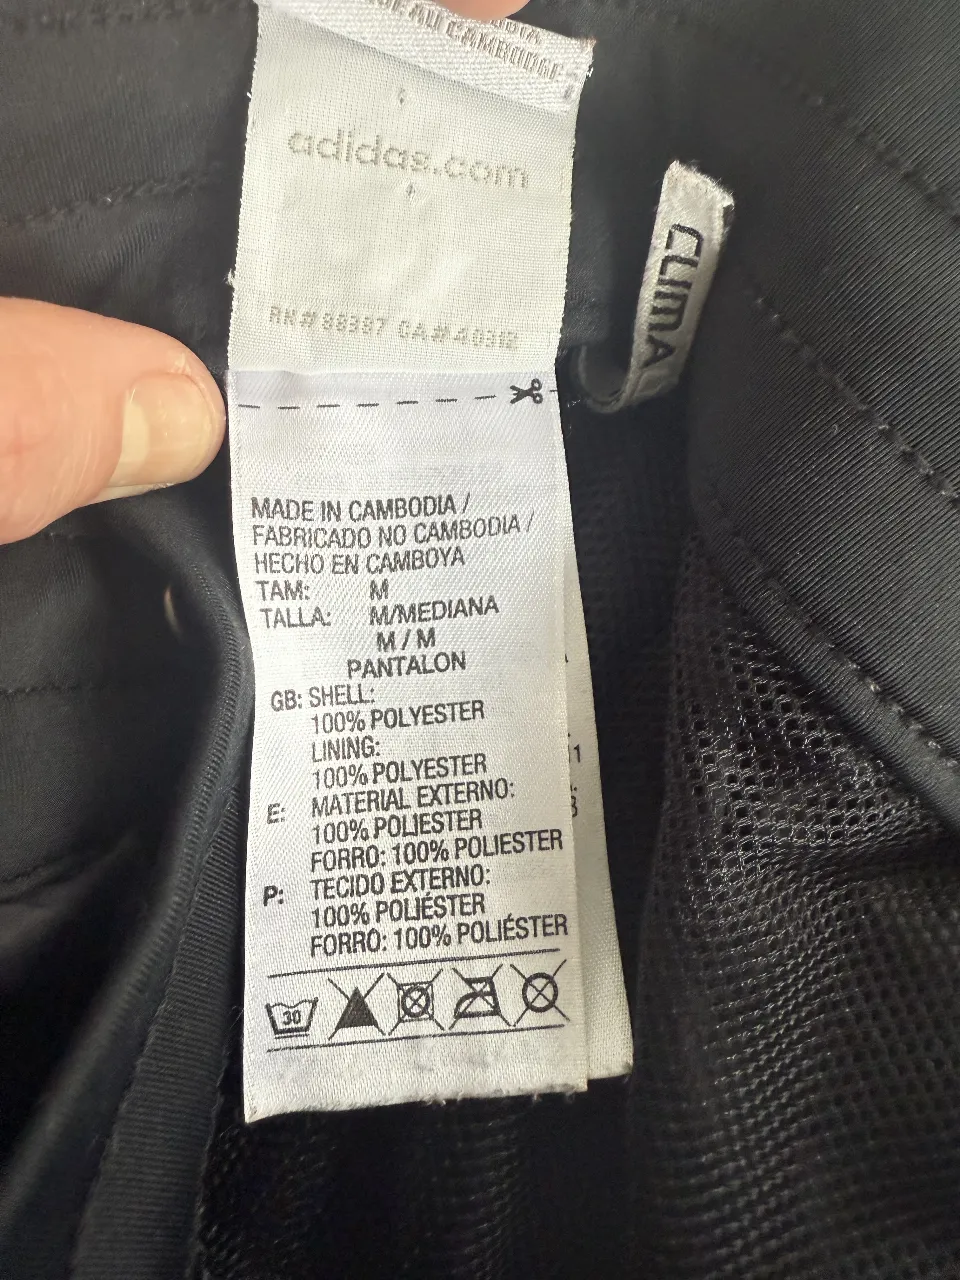 CAMBODGE
adidas.com
RN# 88387 CA# 40312
CLIMA
MADE IN CAMBODIA /
FABRICADO NO CAMBODIA /
HECHO EN CAMBOYA
TAM: M
TALLA: M/MEDIANA
M / M
PANTALON
GB: SHELL:
100% POLYESTER
LINING:
100% POLYESTER
E: MATERIAL EXTERNO:
100% POLIESTER
FORRO: 100% POLIESTER
P: TECIDO EXTERNO:
100% POLIÉSTER
FORRO: 100% POLIÉSTER
30